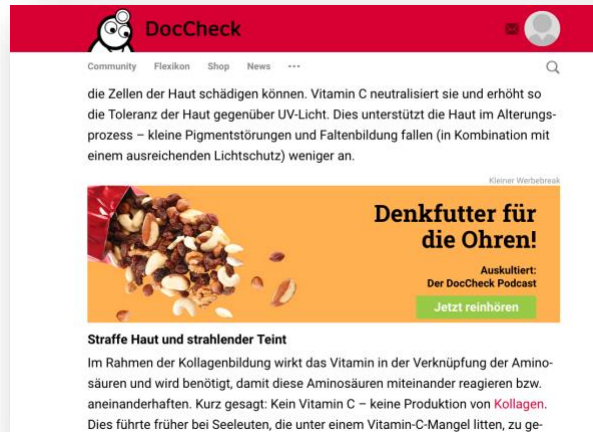 DocCheck
Community Flexikon Shop News ···
die Zellen der Haut schädigen können. Vitamin C neutralisiert sie und erhöht so
die Toleranz der Haut gegenüber UV-Licht. Dies unterstützt die Haut im Alterungs-
prozess – kleine Pigmentstörungen und Faltenbildung fallen (in Kombination mit
einem ausreichenden Lichtschutz) weniger an.
Kleiner Werbebreak
Denkfutter für
die Ohren!
Auskultiert:
Der DocCheck Podcast
Jetzt reinhören
Straffe Haut und strahlender Teint
Im Rahmen der Kollagenbildung wirkt das Vitamin in der Verknüpfung der Amino-
säuren und wird benötigt, damit diese Aminosäuren miteinander reagieren bzw.
aneinanderhaften. Kurz gesagt: Kein Vitamin C – keine Produktion von Kollagen.
Dies führte früher bei Seeleuten, die unter einem Vitamin-C-Mangel litten, zu ge-